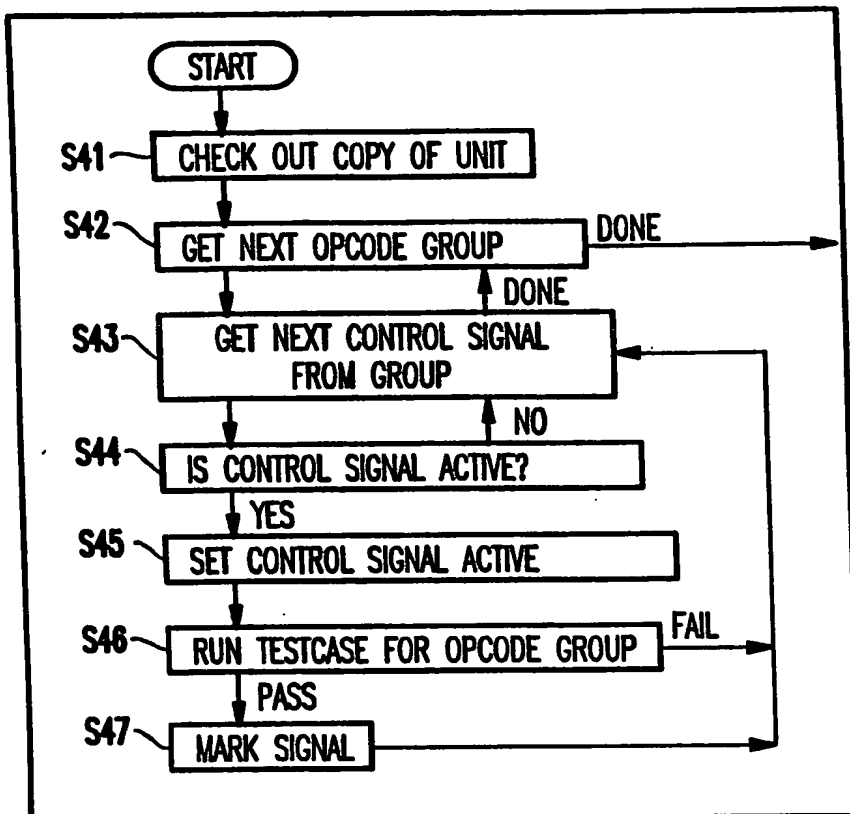 START
S41 CHECK OUT COPY OF UNIT
S42 GET NEXT OPCODE GROUP DONE
DONE
S43 GET NEXT CONTROL SIGNAL
FROM GROUP
NO
S44 IS CONTROL SIGNAL ACTIVE?
YES
S45 SET CONTROL SIGNAL ACTIVE
S46 RUN TESTCASE FOR OPCODE GROUP FAIL
PASS
S47 MARK SIGNAL